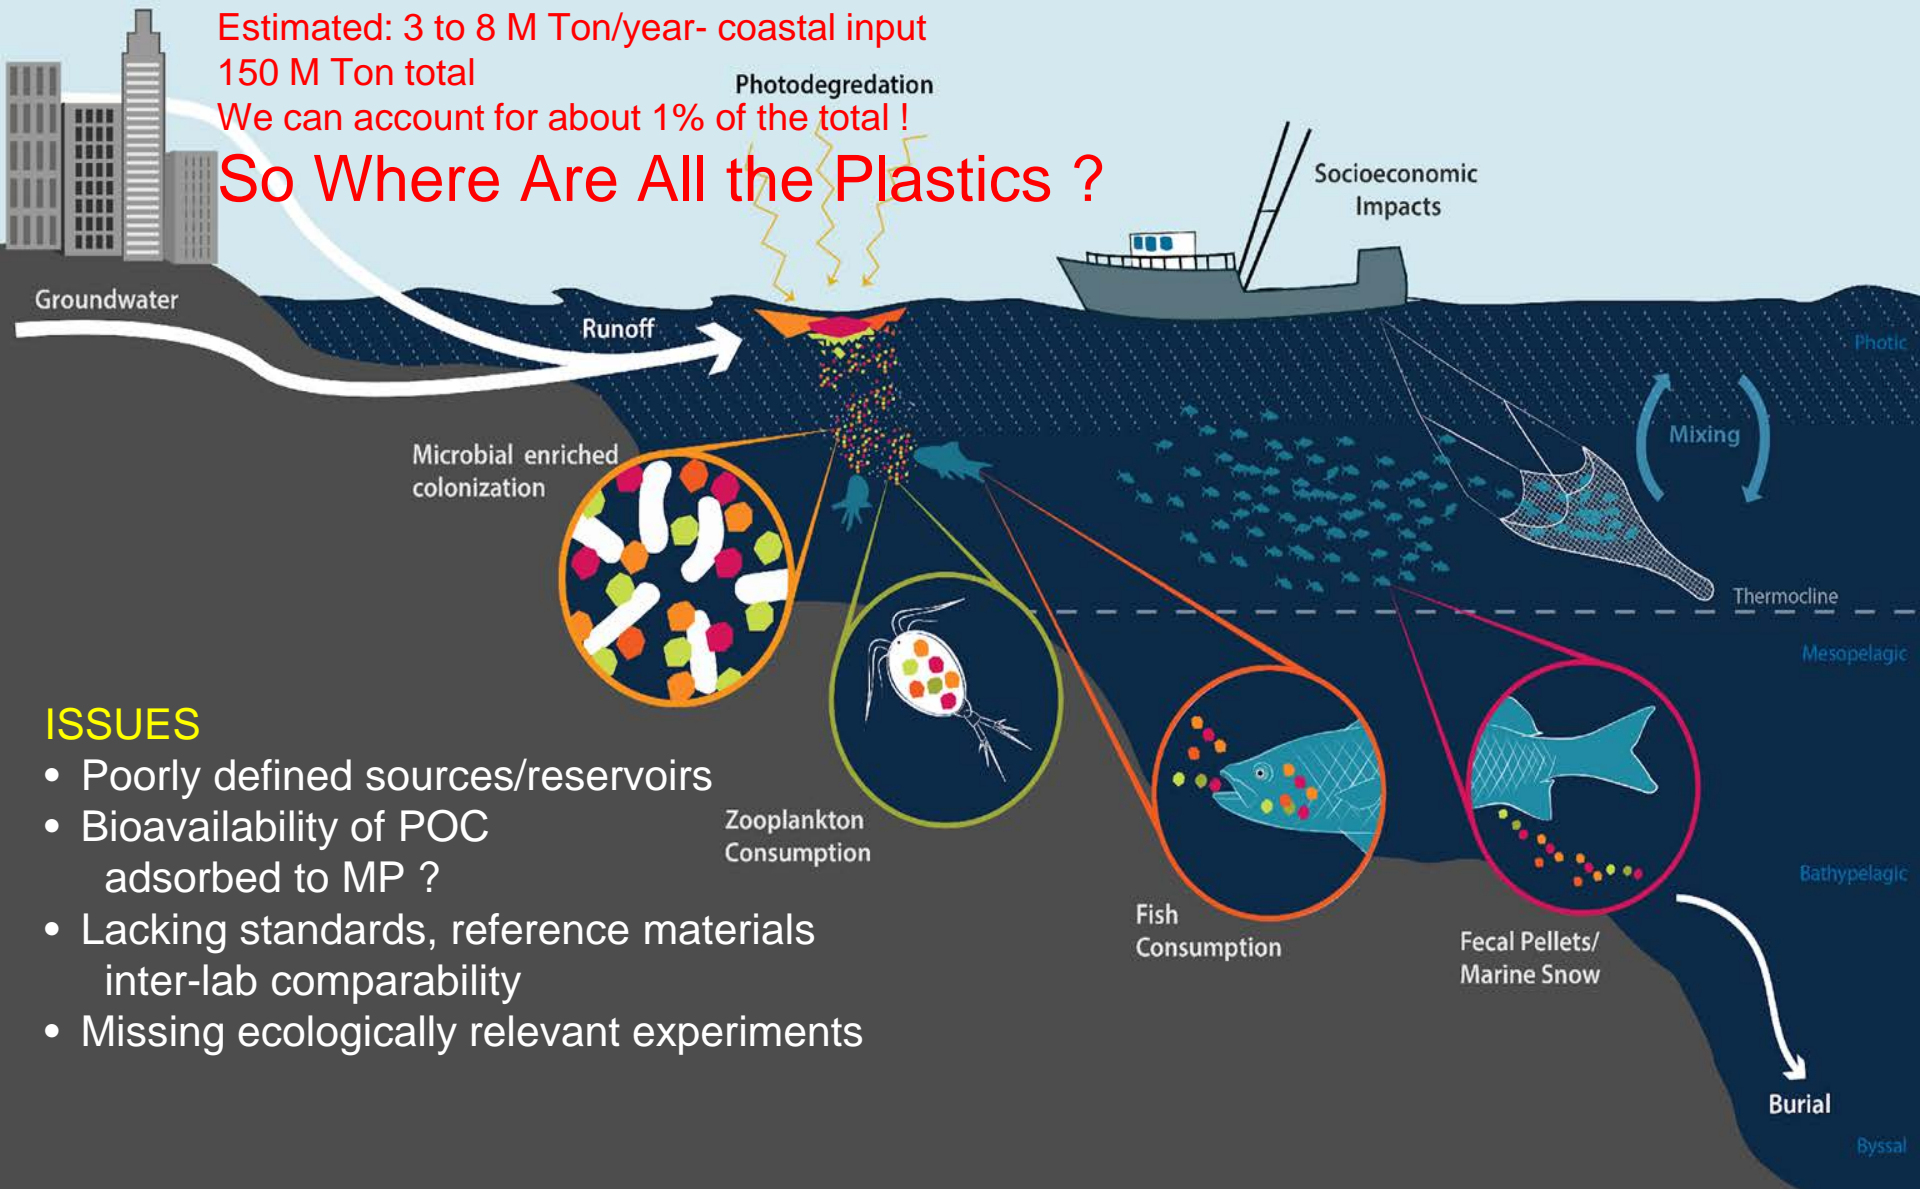 Estimated: 3 to 8 M Ton/year- coastal input
150 M Ton total
We can account for about 1% of the total !
So Where Are All the Plastics ?
Photodegredation
Socioeconomic
Impacts
Groundwater
Runoff
Photic
Mixing
Microbial enriched
colonization
Thermocline
Mesopelagic
ISSUES
• Poorly defined sources/reservoirs
• Bioavailability of POC
adsorbed to MP ?
• Lacking standards, reference materials
inter-lab comparability
• Missing ecologically relevant experiments
Zooplankton
Consumption
Fish
Consumption
Fecal Pellets/
Marine Snow
Bathypelagic
Burial
Byssal